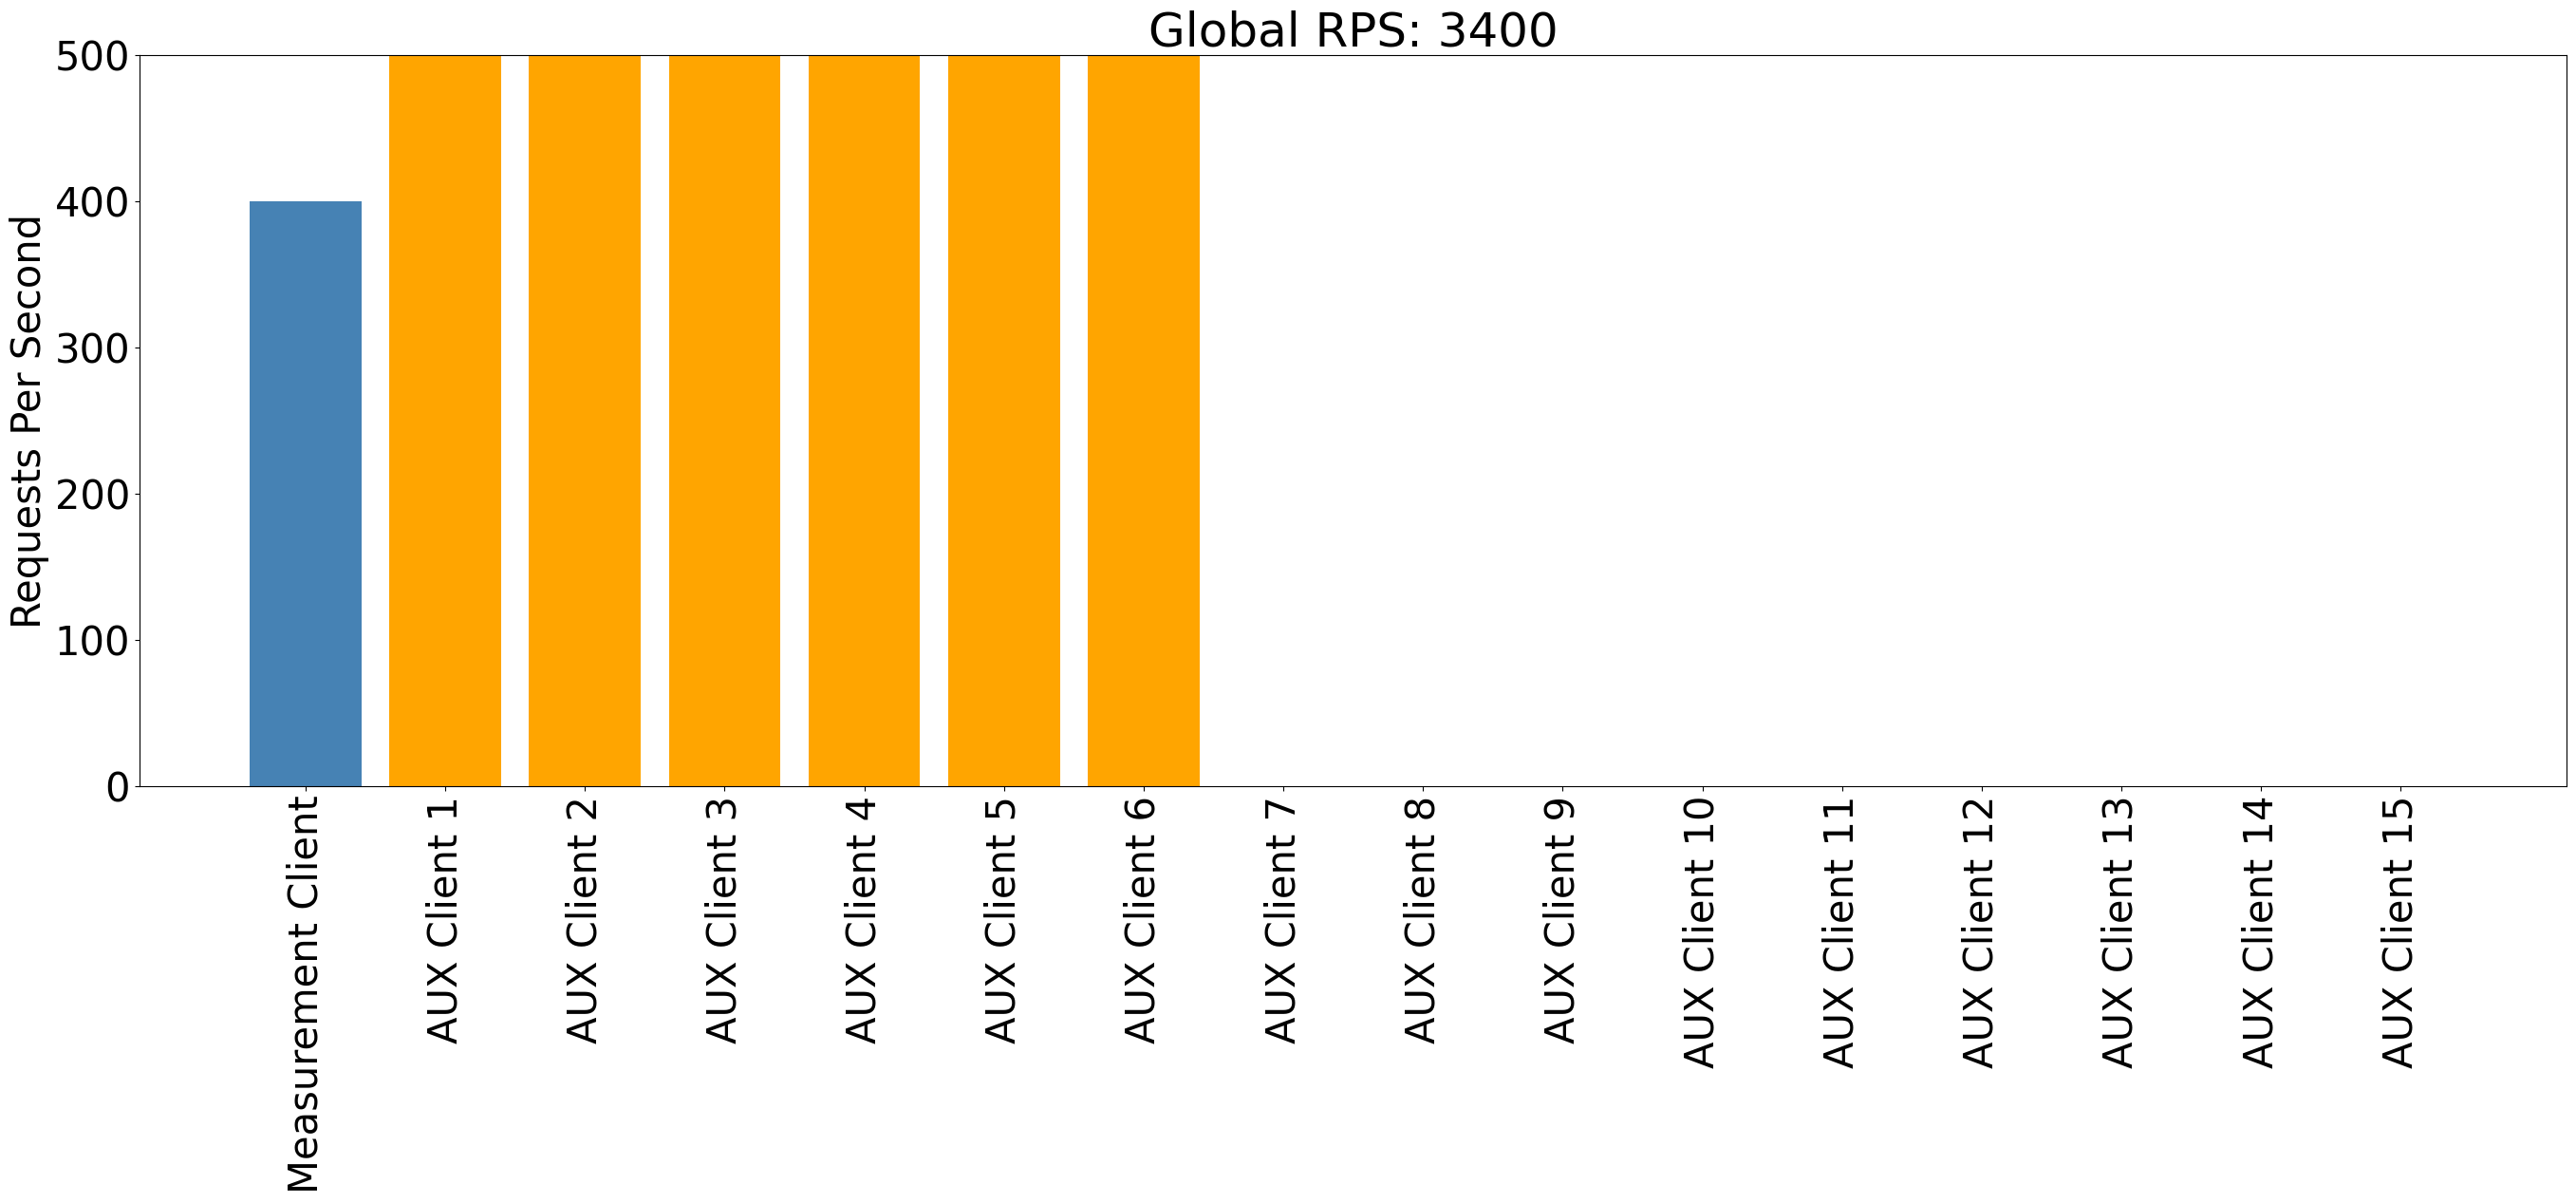 Global RPS: 3400
Requests Per Second
500
400
300
200
100
0
Measurement Client
AUX Client 1
AUX Client 2
AUX Client 3
AUX Client 4
AUX Client 5
AUX Client 6
AUX Client 7
AUX Client 8
AUX Client 9
AUX Client 10
AUX Client 11
AUX Client 12
AUX Client 13
AUX Client 14
AUX Client 15